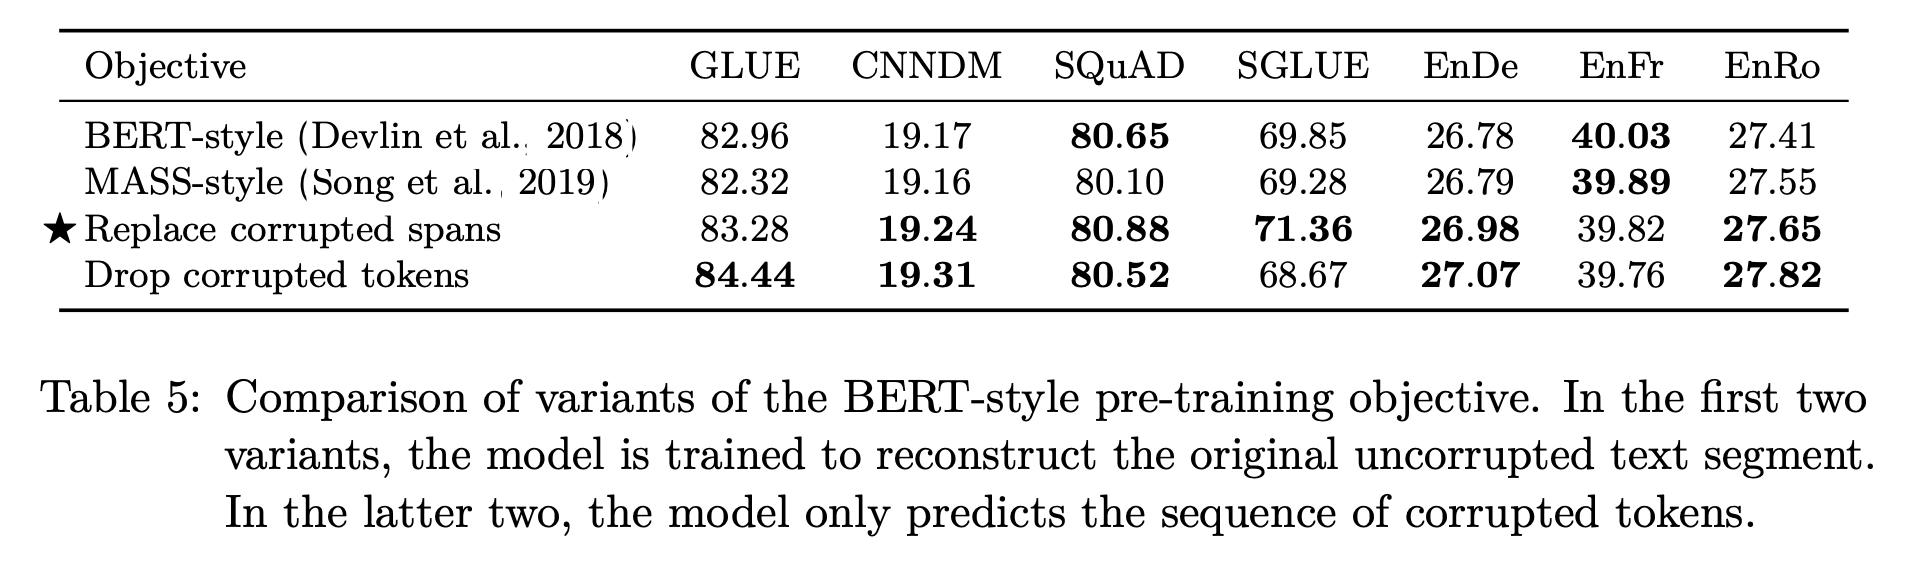 Objective GLUE CNNDM SQuAD SGLUE EnDe EnFr EnRo
BERT-style (Devlin et al., 2018) 82.96 19.17 80.65 69.85 26.78 40.03 27.41
MASS-style (Song et al., 2019) 82.32 19.16 80.10 69.28 26.79 39.89 27.55
★ Replace corrupted spans 83.28 19.24 80.88 71.36 26.98 39.82 27.65
Drop corrupted tokens 84.44 19.31 80.52 68.67 27.07 39.76 27.82
Table 5: Comparison of variants of the BERT-style pre-training objective. In the first two
variants, the model is trained to reconstruct the original uncorrupted text segment.
In the latter two, the model only predicts the sequence of corrupted tokens.